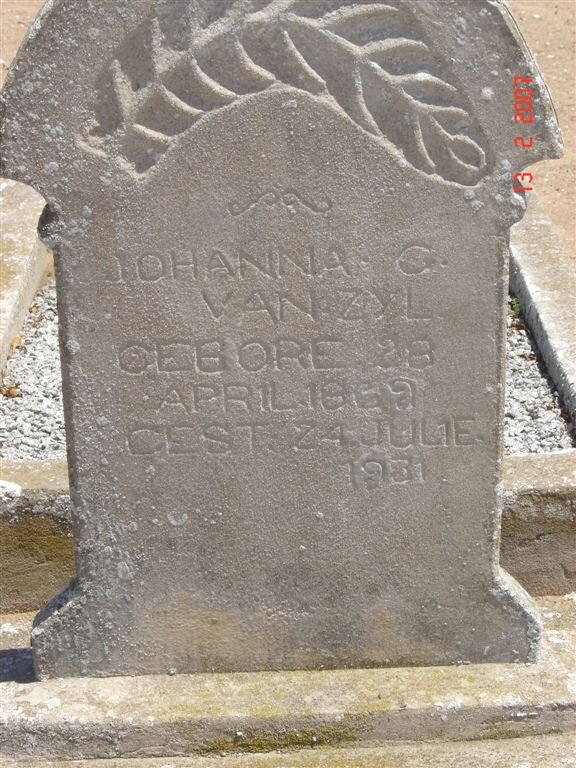 JOHANNA. G.
VAN ZYL
GEBORE 28
APRIL 1869
GEST. 24 JULIE.
1931
13 2 2007